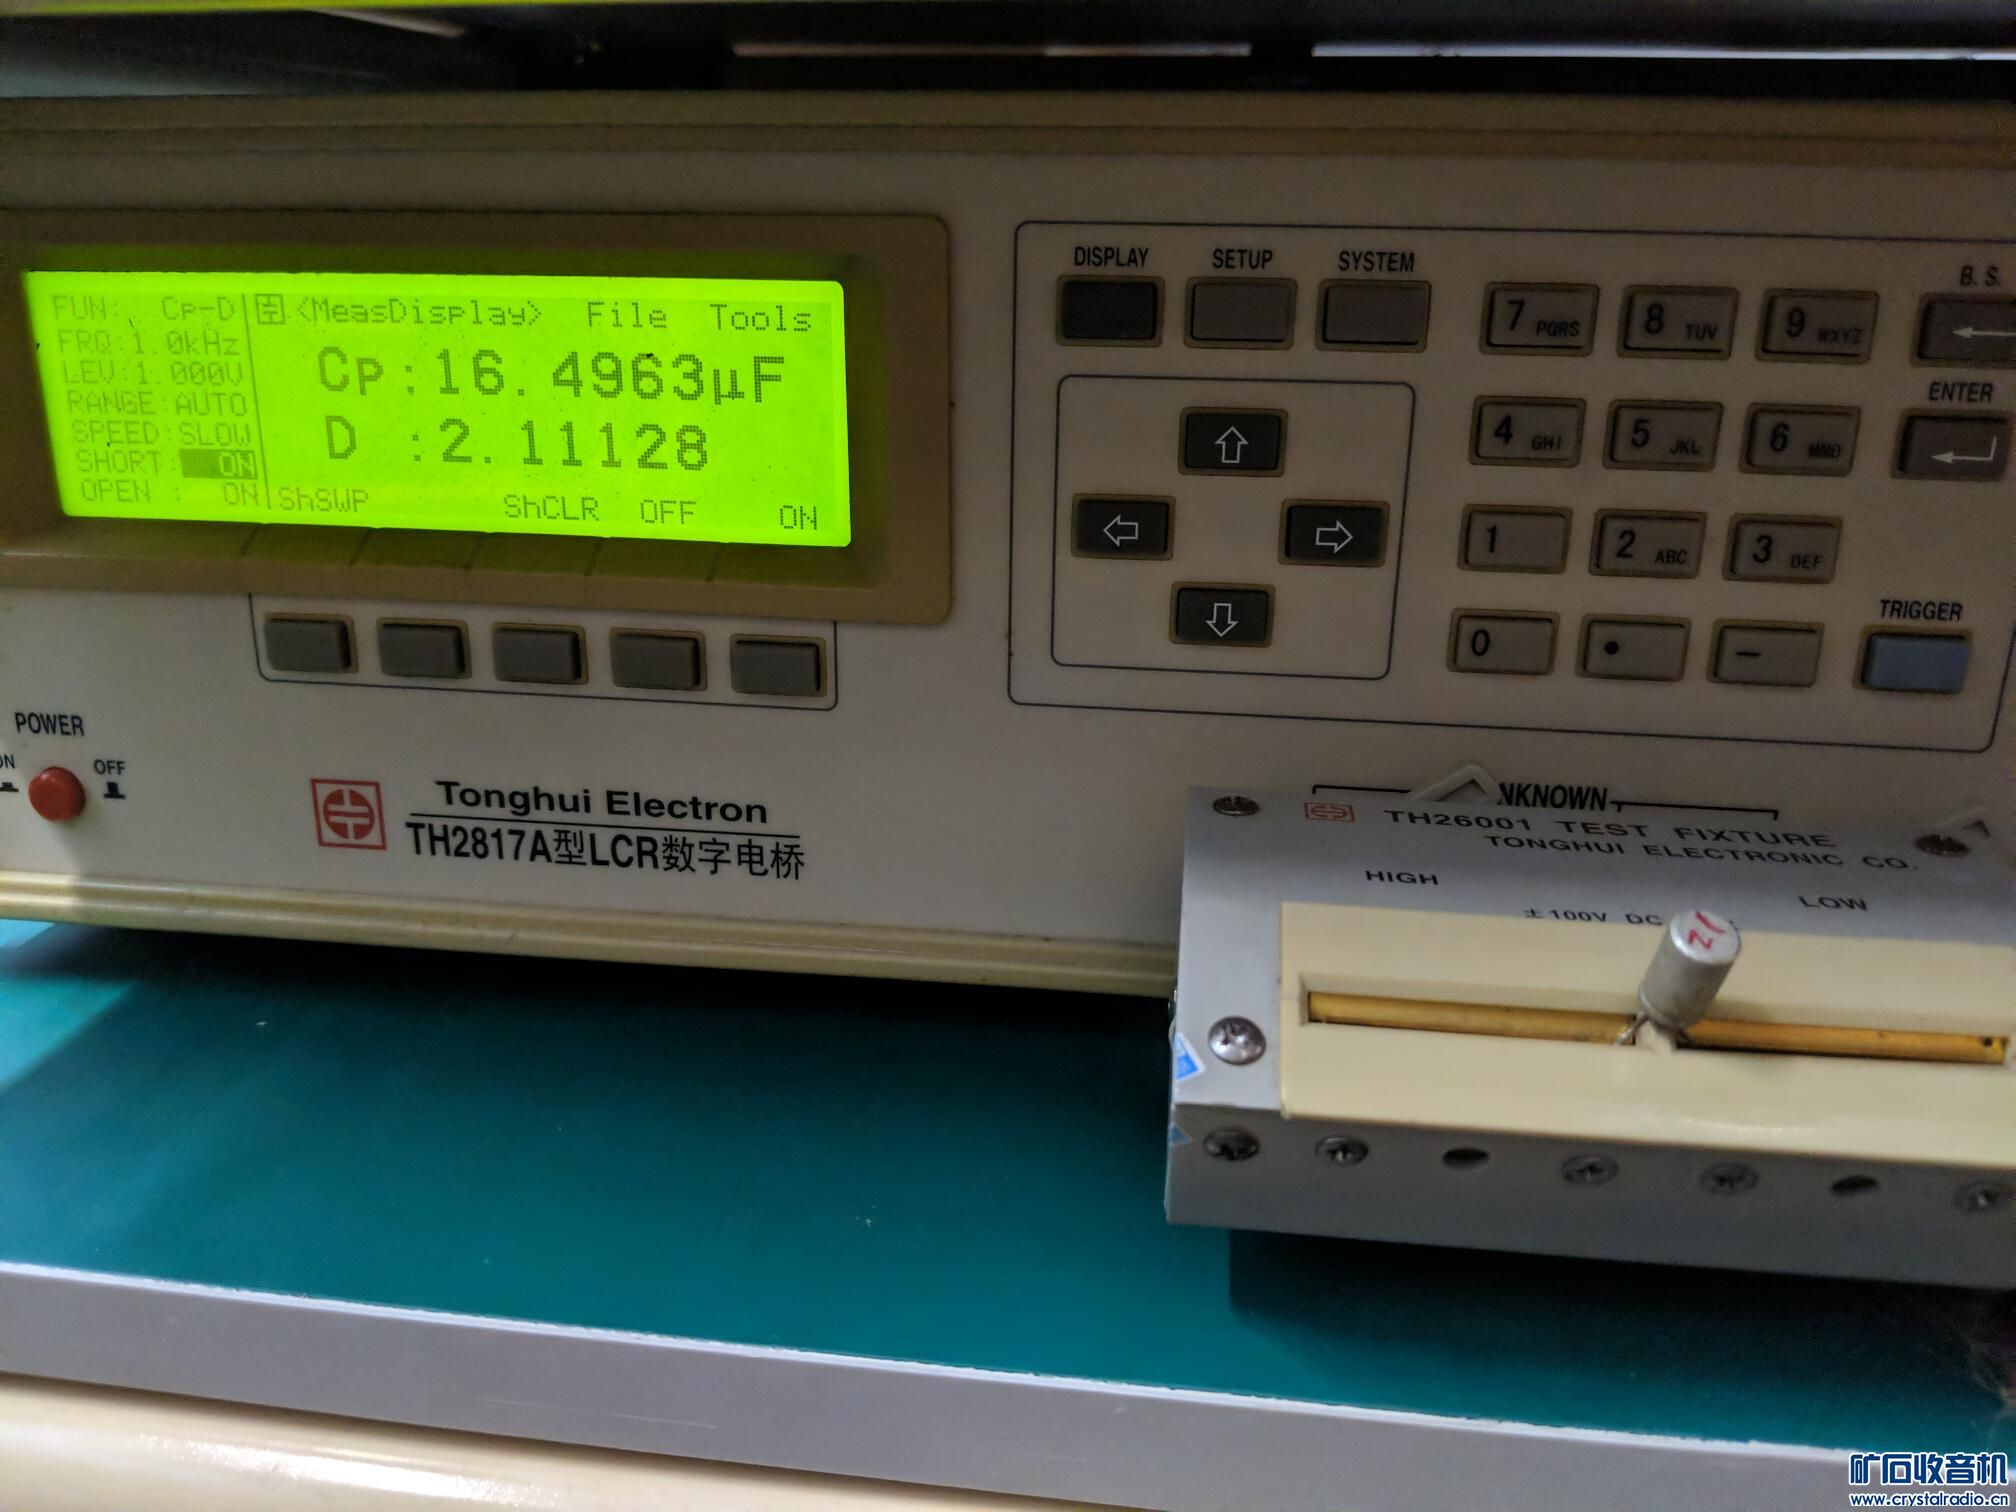 FUN: Cp-D
FRQ:1.0kHz
LEV:1.000V
RANGE:AUTO
SPEED:SLOW
SHORT: ON
OPEN : ON
<MeasDisplay> File Tools
Cp:16.4963μF
D :2.11128
ShSWP ShCLR OFF ON
DISPLAY SETUP SYSTEM
7 PQRS 8 TUV 9 WXYZ B.S.
4 GHI 5 JKL 6 MNO ENTER
1 2 ABC 3 DEF
0 • − TRIGGER
POWER
ON OFF
Tonghui Electron
TH2817A型LCR数字电桥
NKNOWN
TH26001 TEST FIXTURE
TONGHUI ELECTRONIC CO.
HIGH LOW
±100V DC
矿石收音机
www.crystalradio.cn